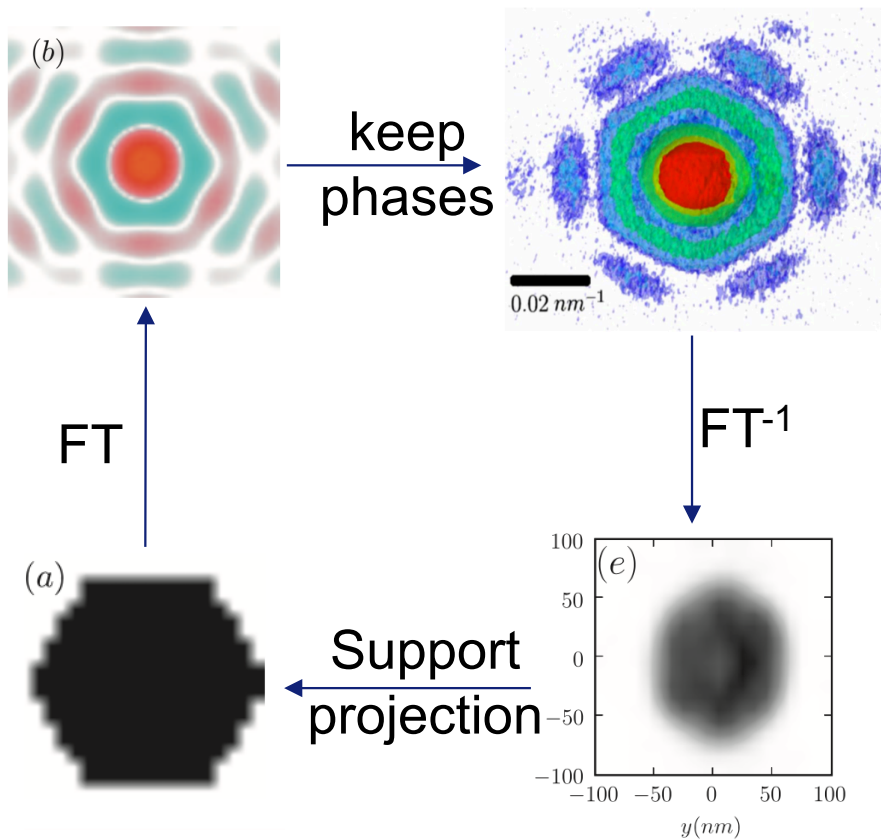 (b)
keep
phases
0.02 nm⁻¹
FT
FT⁻¹
(a)
Support
projection
(e)
100
50
0
−50
−100
−100 −50 0 50 100
y(nm)